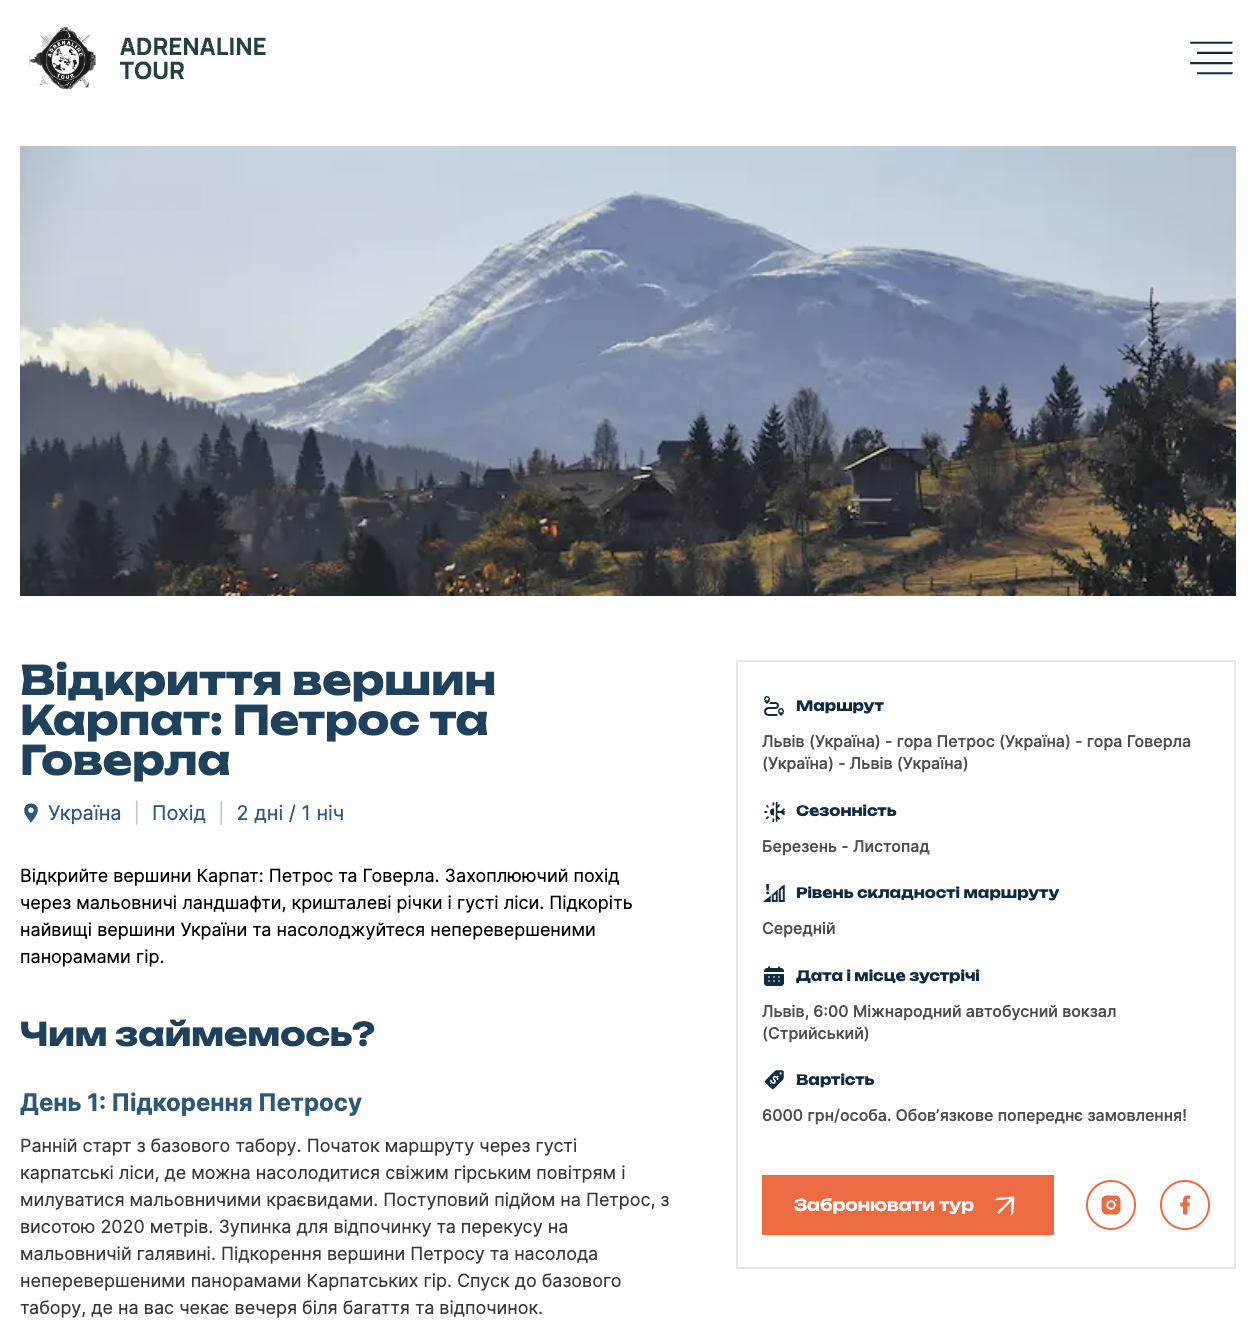 ADRENALINE TOUR
ADRENALINE
TOUR
Відкриття вершин
Карпат: Петрос та
Говерла
Україна | Похід | 2 дні / 1 ніч
Відкрийте вершини Карпат: Петрос та Говерла. Захоплюючий похід
через мальовничі ландшафти, кришталеві річки і густі ліси. Підкоріть
найвищі вершини України та насолоджуйтеся неперевершеними
панорамами гір.
Чим займемось?
День 1: Підкорення Петросу
Ранній старт з базового табору. Початок маршруту через густі
карпатські ліси, де можна насолодитися свіжим гірським повітрям і
милуватися мальовничими краєвидами. Поступовий підйом на Петрос, з
висотою 2020 метрів. Зупинка для відпочинку та перекусу на
мальовничій галявині. Підкорення вершини Петросу та насолода
неперевершеними панорамами Карпатських гір. Спуск до базового
табору, де на вас чекає вечеря біля багаття та відпочинок.
Маршрут
Львів (Україна) - гора Петрос (Україна) - гора Говерла
(Україна) - Львів (Україна)
Сезонність
Березень - Листопад
Рівень складності маршруту
Середній
Дата і місце зустрічі
Львів, 6:00 Міжнародний автобусний вокзал
(Стрийський)
Вартість
6000 грн/особа. Обов’язкове попереднє замовлення!
Забронювати тур